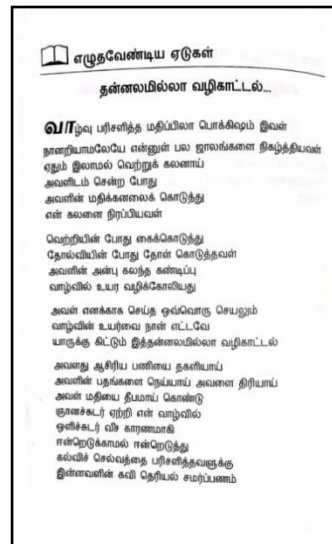 எழுதவேண்டிய ஏடுகள்
தன்னலமில்லா வழிகாட்டல்...
வாழ்வு பரிசளித்த மதிப்பிலா பொக்கிஷம் இவள்
நானறியாமலேயே என்னுள் பல ஜாலங்களை நிகழ்த்தியவள்
ஏதும் இலாமல் வெற்றுக் கலனாய்
அவளிடம் சென்ற போது
அவளின் மதிக்கனலைக் கொடுத்து
என் கலனை நிரப்பியவள்
வெற்றியின் போது கைக்கொடுத்து
தோல்வியின் போது தோள் கொடுத்தவள்
அவளின் அன்பு கலந்த கண்டிப்பு
வாழ்வில் உயர வழிக்கோலியது
அவள் எனக்காக செய்த ஒவ்வொரு செயலும்
வாழ்வின் உயர்வை நான் எட்டவே
யாருக்கு கிட்டும் இத்தன்னலமில்லா வழிகாட்டல்
அவளது ஆசிரிய பணியை தகளியாய்
அவளின் பதங்களை நெய்யாய் அவளை திரியாய்
அவள் மதியை தீபமாய் கொண்டு
ஞானச்சுடர் ஏற்றி என் வாழ்வில்
ஒளிச்சுடர் வீச காரணமாகி
ஈன்றெடுக்காமல் ஈன்றெடுத்து
கல்விச் செல்வத்தை பரிசளித்தவளுக்கு
இன்னவளின் கவி தெரியல் சமர்ப்பணம்